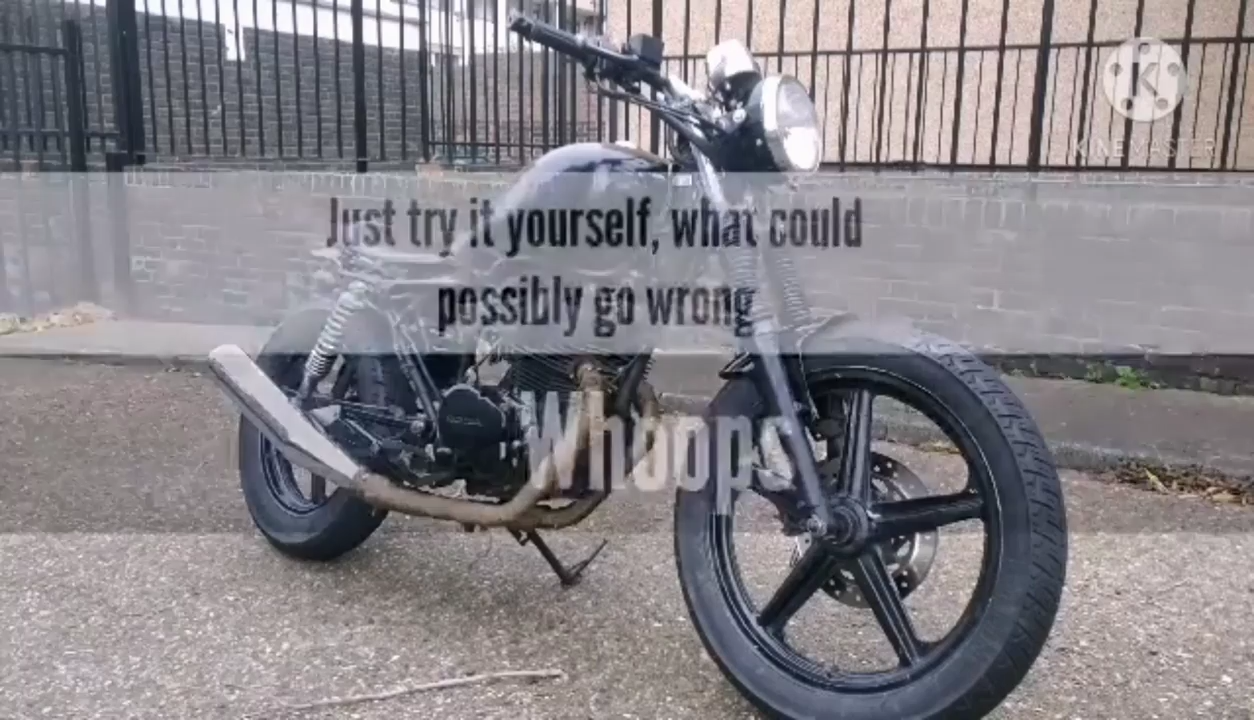 K
KINEMASTER
Just try it yourself, what could
possibly go wrong
Whoops